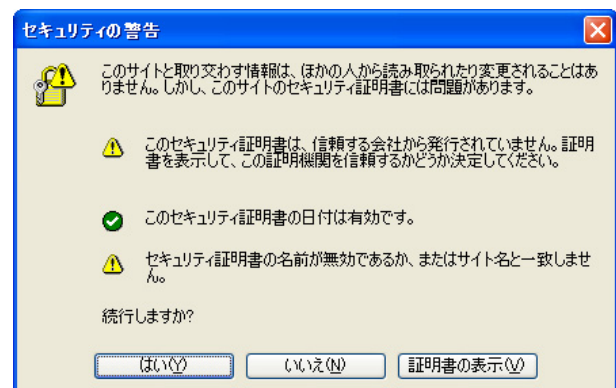 セキュリティの警告
このサイトと取り交わす情報は、ほかの人から読み取られたり変更されることはあ
りません。しかし、このサイトのセキュリティ証明書には問題があります。
このセキュリティ証明書は、信頼する会社から発行されていません。証明
書を表示して、この証明機関を信頼するかどうか決定してください。
このセキュリティ証明書の日付は有効です。
セキュリティ証明書の名前が無効であるか、またはサイト名と一致しませ
ん。
続行しますか?
はい(Y) いいえ(N) 証明書の表示(V)